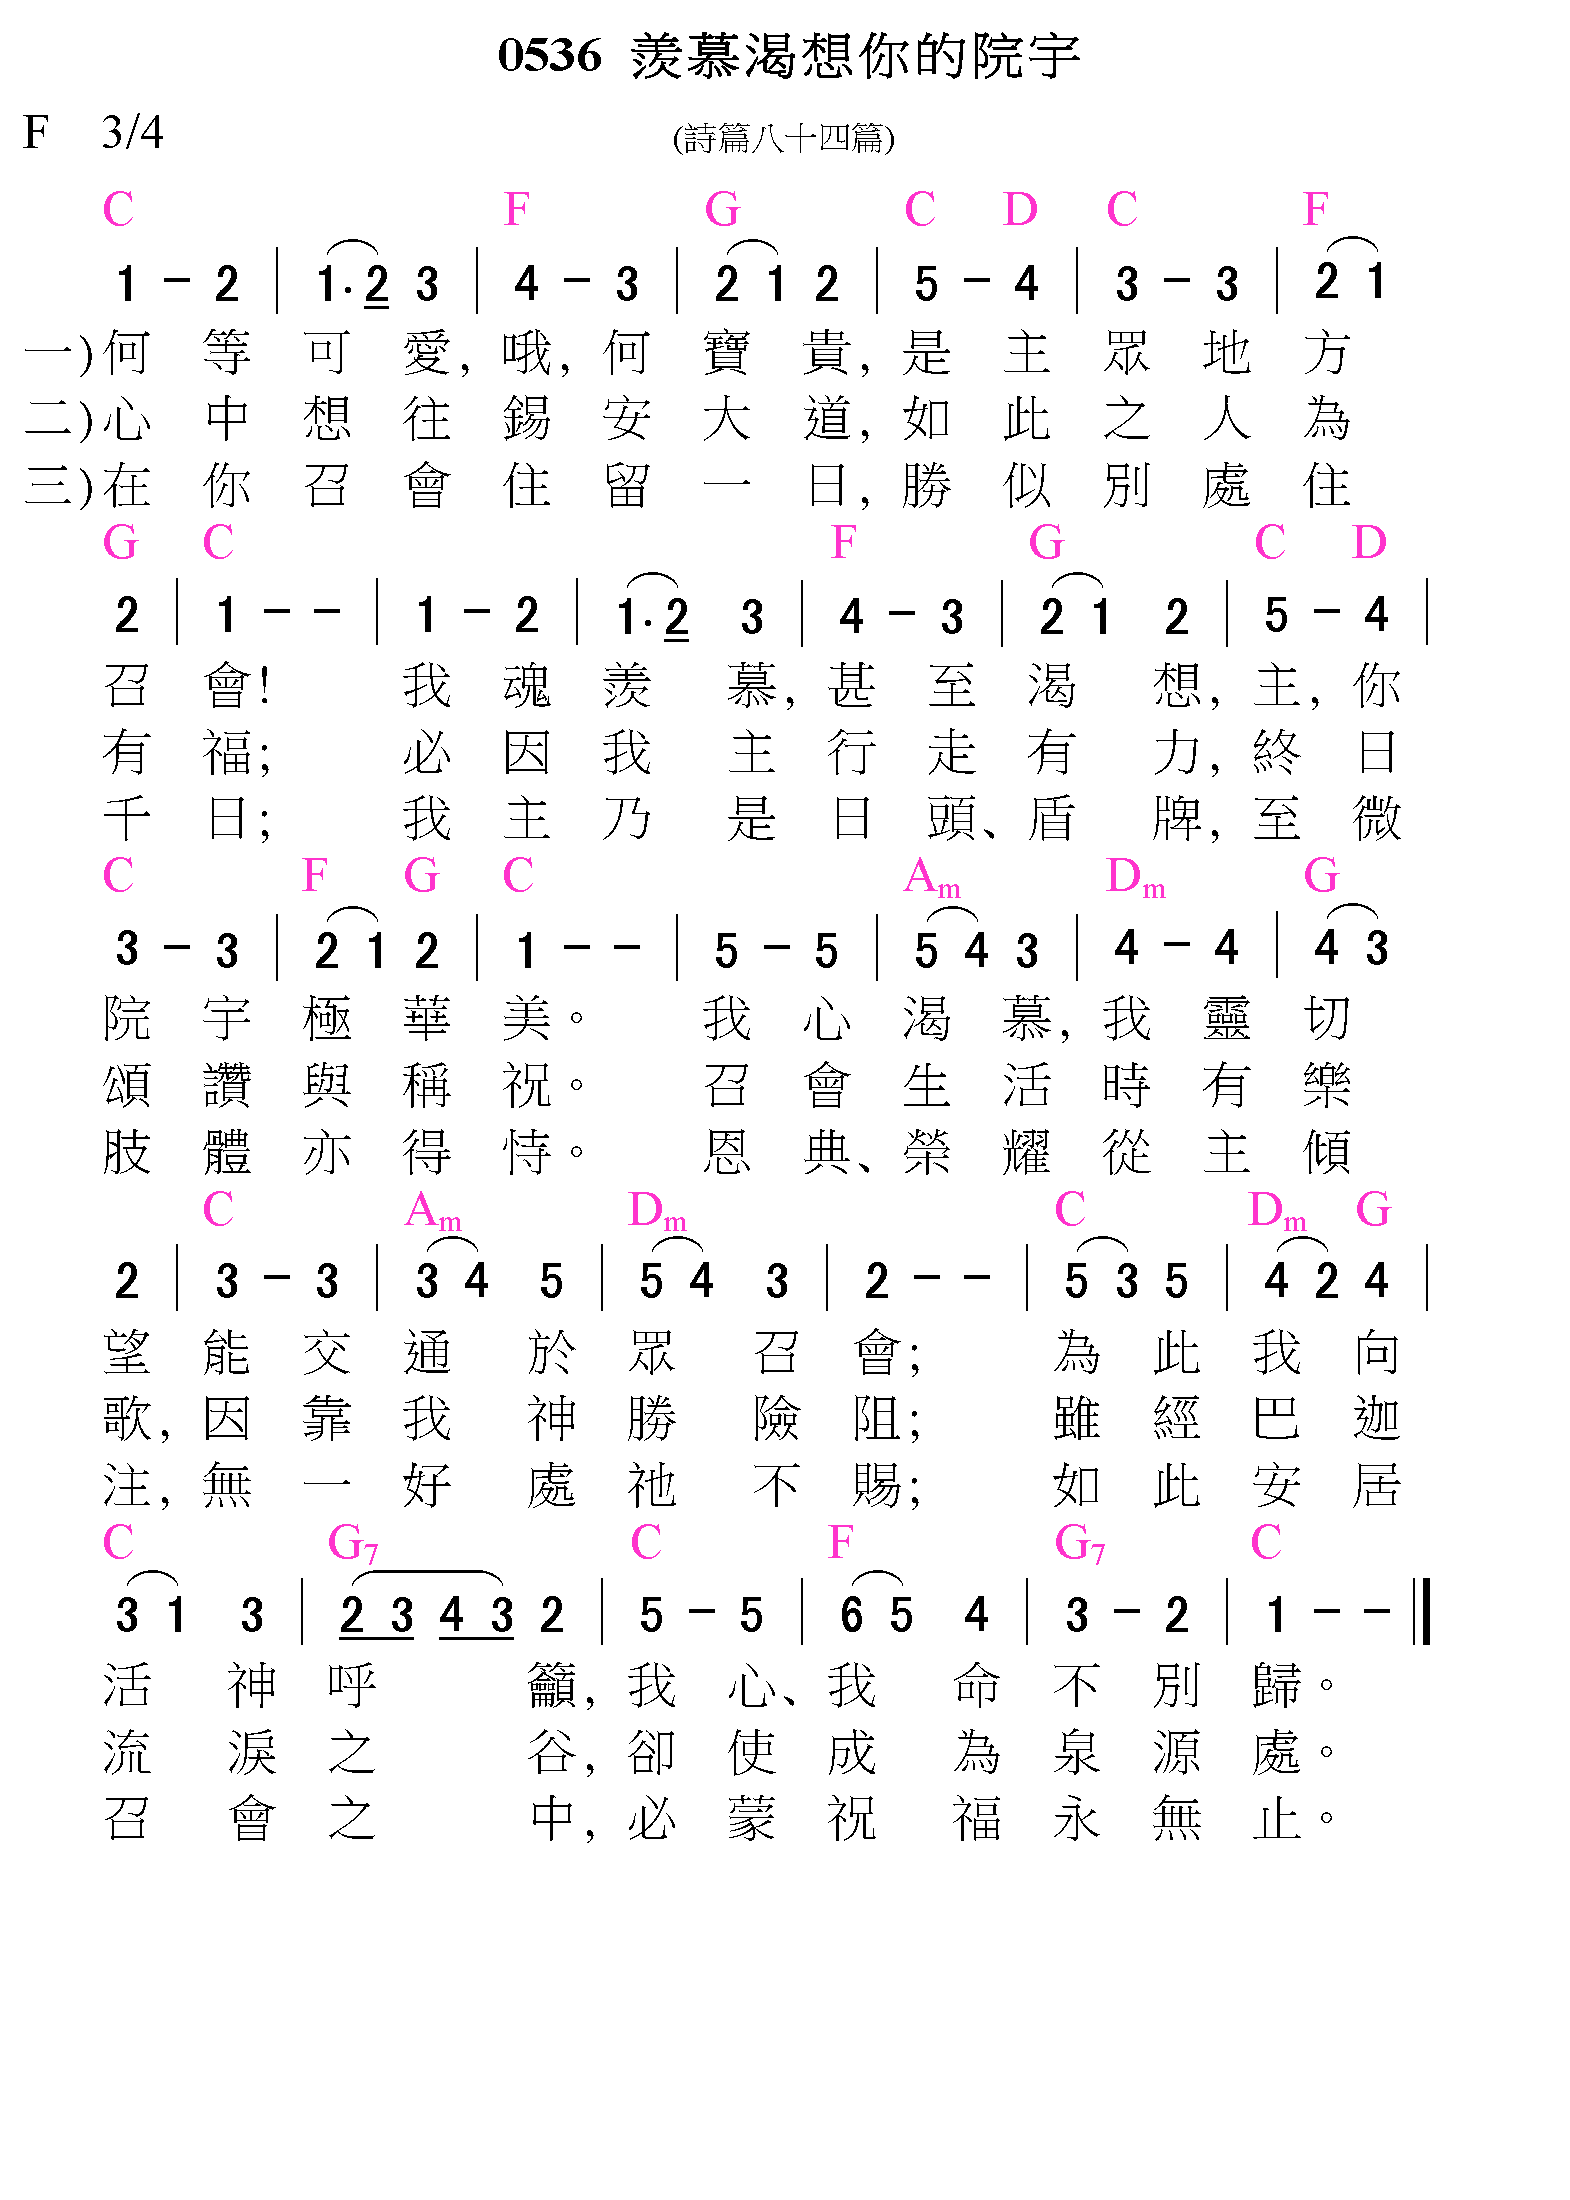 0536 羨慕渴想你的院宇
F 3/4 (詩篇八十四篇)
C F G C D C F
1 - 2 | 1. 2 3 | 4 - 3 | 2 1 2 | 5 - 4 | 3 - 3 | 2 1
一)何等可愛,哦,何寶貴,是主眾地方
二)心中想往錫安大道,如此之人為
三)在你召會住留一日,勝似別處住
G C F G C D
2 | 1 - - | 1 - 2 | 1. 2 3 | 4 - 3 | 2 1 2 | 5 - 4 |
召會!我魂羨慕,甚至渴想,主,你
有福;必因我主行走有力,終日
千日;我主乃是日頭、盾牌,至微
C F G C Am Dm G
3 - 3 | 2 1 2 | 1 - - | 5 - 5 | 5 4 3 | 4 - 4 | 4 3
院宇極華美。我心渴慕,我靈切
頌讚與稱祝。召會生活時有樂
肢體亦得恃。恩典、榮耀從主傾
C Am Dm C Dm G
2 | 3 - 3 | 3 4 5 | 5 4 3 | 2 - - | 5 3 5 | 4 2 4 |
望能交通於眾召會;為此我向
歌,因靠我神勝險阻;雖經巴迦
注,無一好處祂不賜;如此安居
C G7 C F G7 C
3 1 3 | 2 3 4 3 2 | 5 - 5 | 6 5 4 | 3 - 2 | 1 - - ‖
活神呼籲,我心、我命不別歸。
流淚之谷,卻使成為泉源處。
召會之中,必蒙祝福永無止。